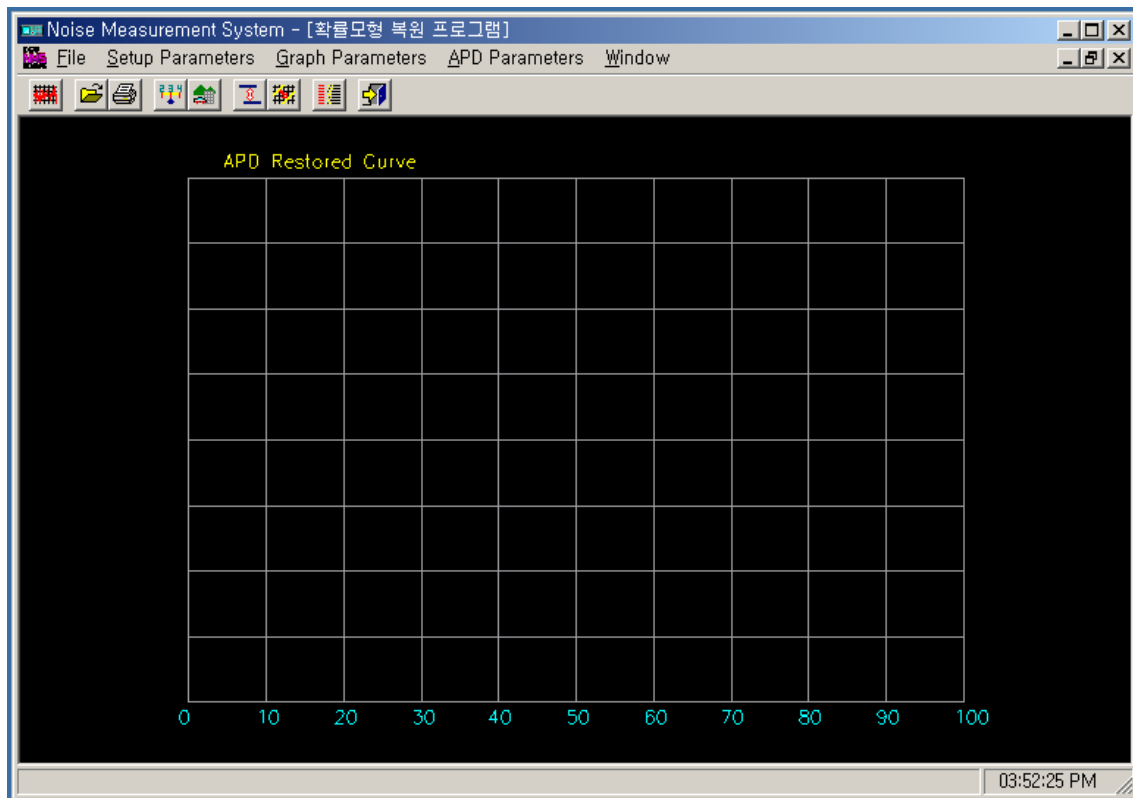 Noise Measurement System - [확률모형 복원 프로그램]
File Setup Parameters Graph Parameters APD Parameters Window
APD Restored Curve
0 10 20 30 40 50 60 70 80 90 100
03:52:25 PM